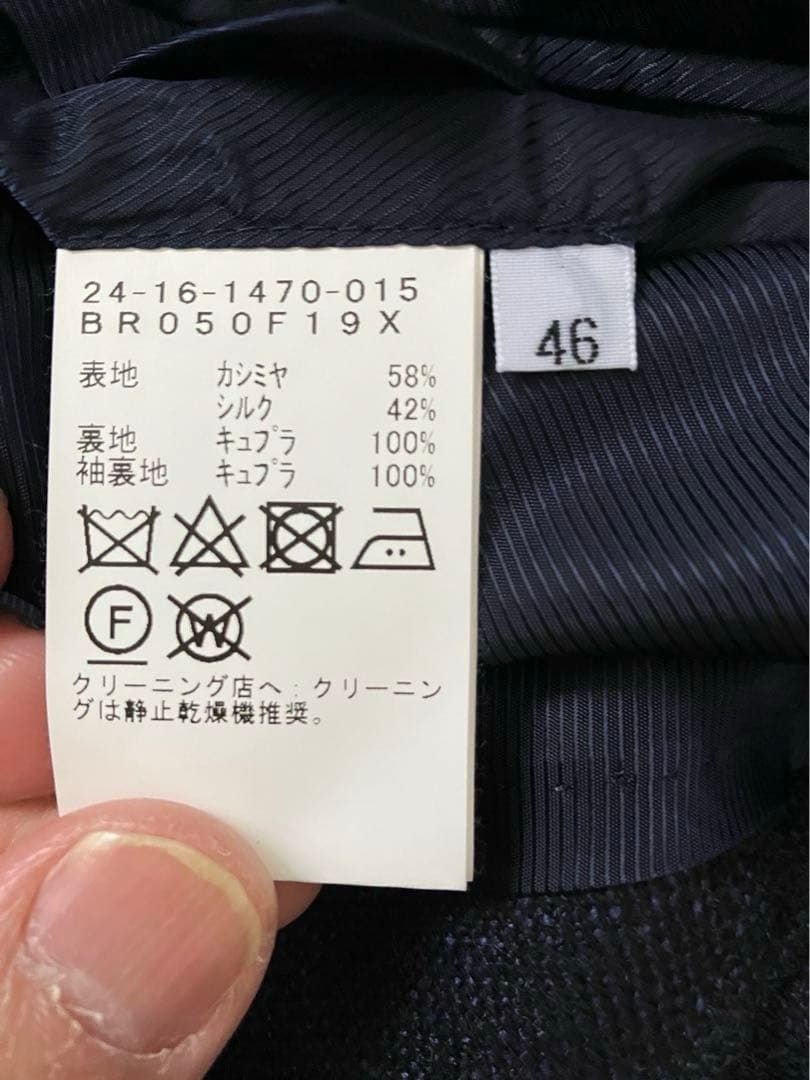 24-16-1470-015
BR050F19X
表地 カシミヤ 58%
シルク 42%
裏地 キュプラ 100%
袖裏地 キュプラ 100%
F W
クリーニング店へ:クリーニン
グは静止乾燥機推奨。
46